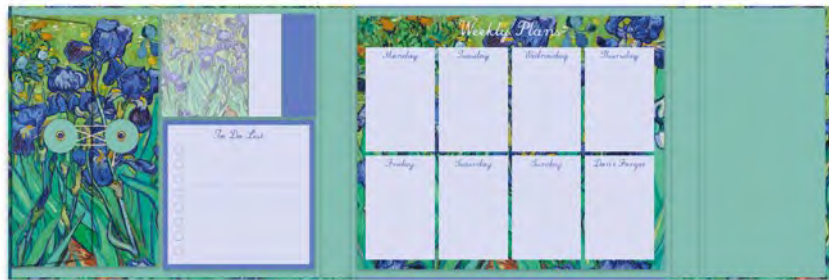 To Do List
Weekly Plans
Monday Tuesday Wednesday Thursday
Friday Saturday Sunday Don't Forget